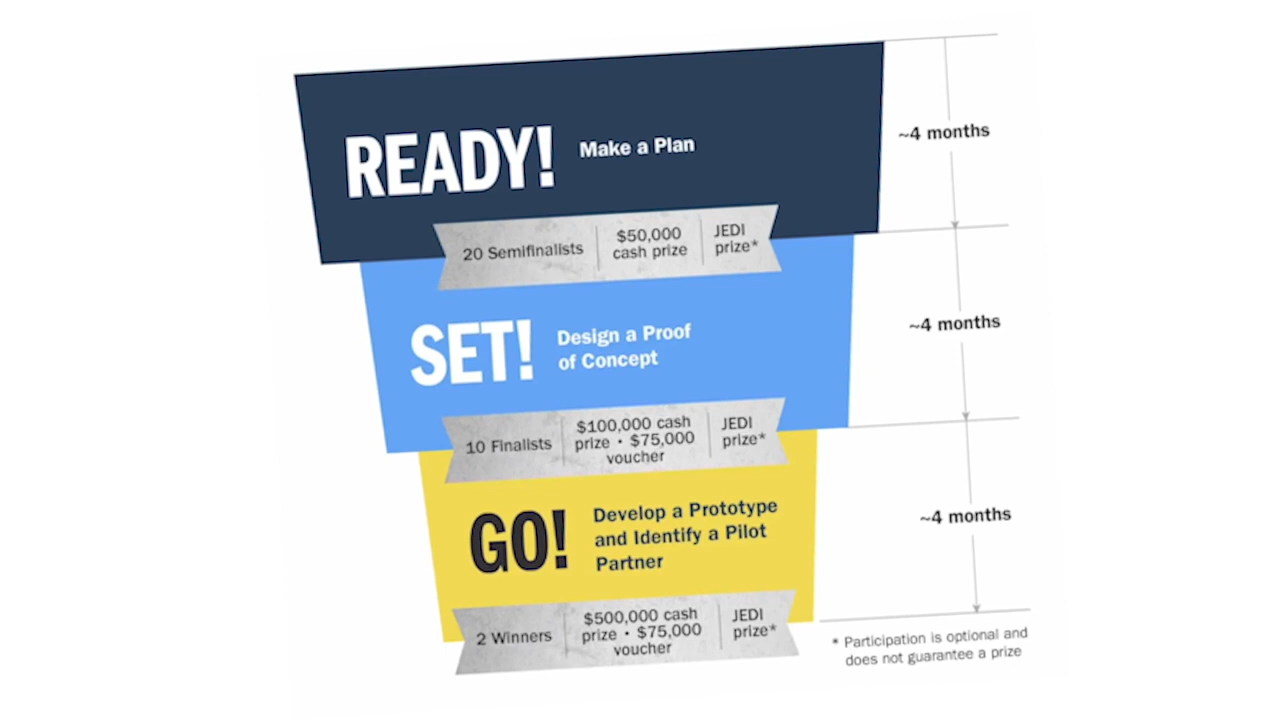 READY!
Make a Plan
~4 months
20 Semifinalists
$50,000
cash prize
JEDI
prize*
SET!
Design a Proof
of Concept
~4 months
10 Finalists
$100,000 cash
prize • $75,000
voucher
JEDI
prize*
GO!
Develop a Prototype
and Identify a Pilot
Partner
~4 months
2 Winners
$500,000 cash
prize • $75,000
voucher
JEDI
prize*
* Participation is optional and
does not guarantee a prize